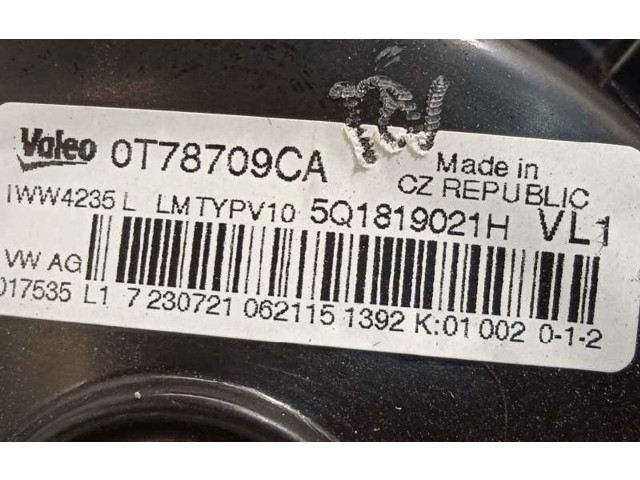 Valeo 0T78709CA Made in
CZ REPUBLIC
IWW4235 L LMTYPV10 5Q1819021H VL1
VW AG
017535 L1 7 230721 062115 1392 K:01 002 0-1-2